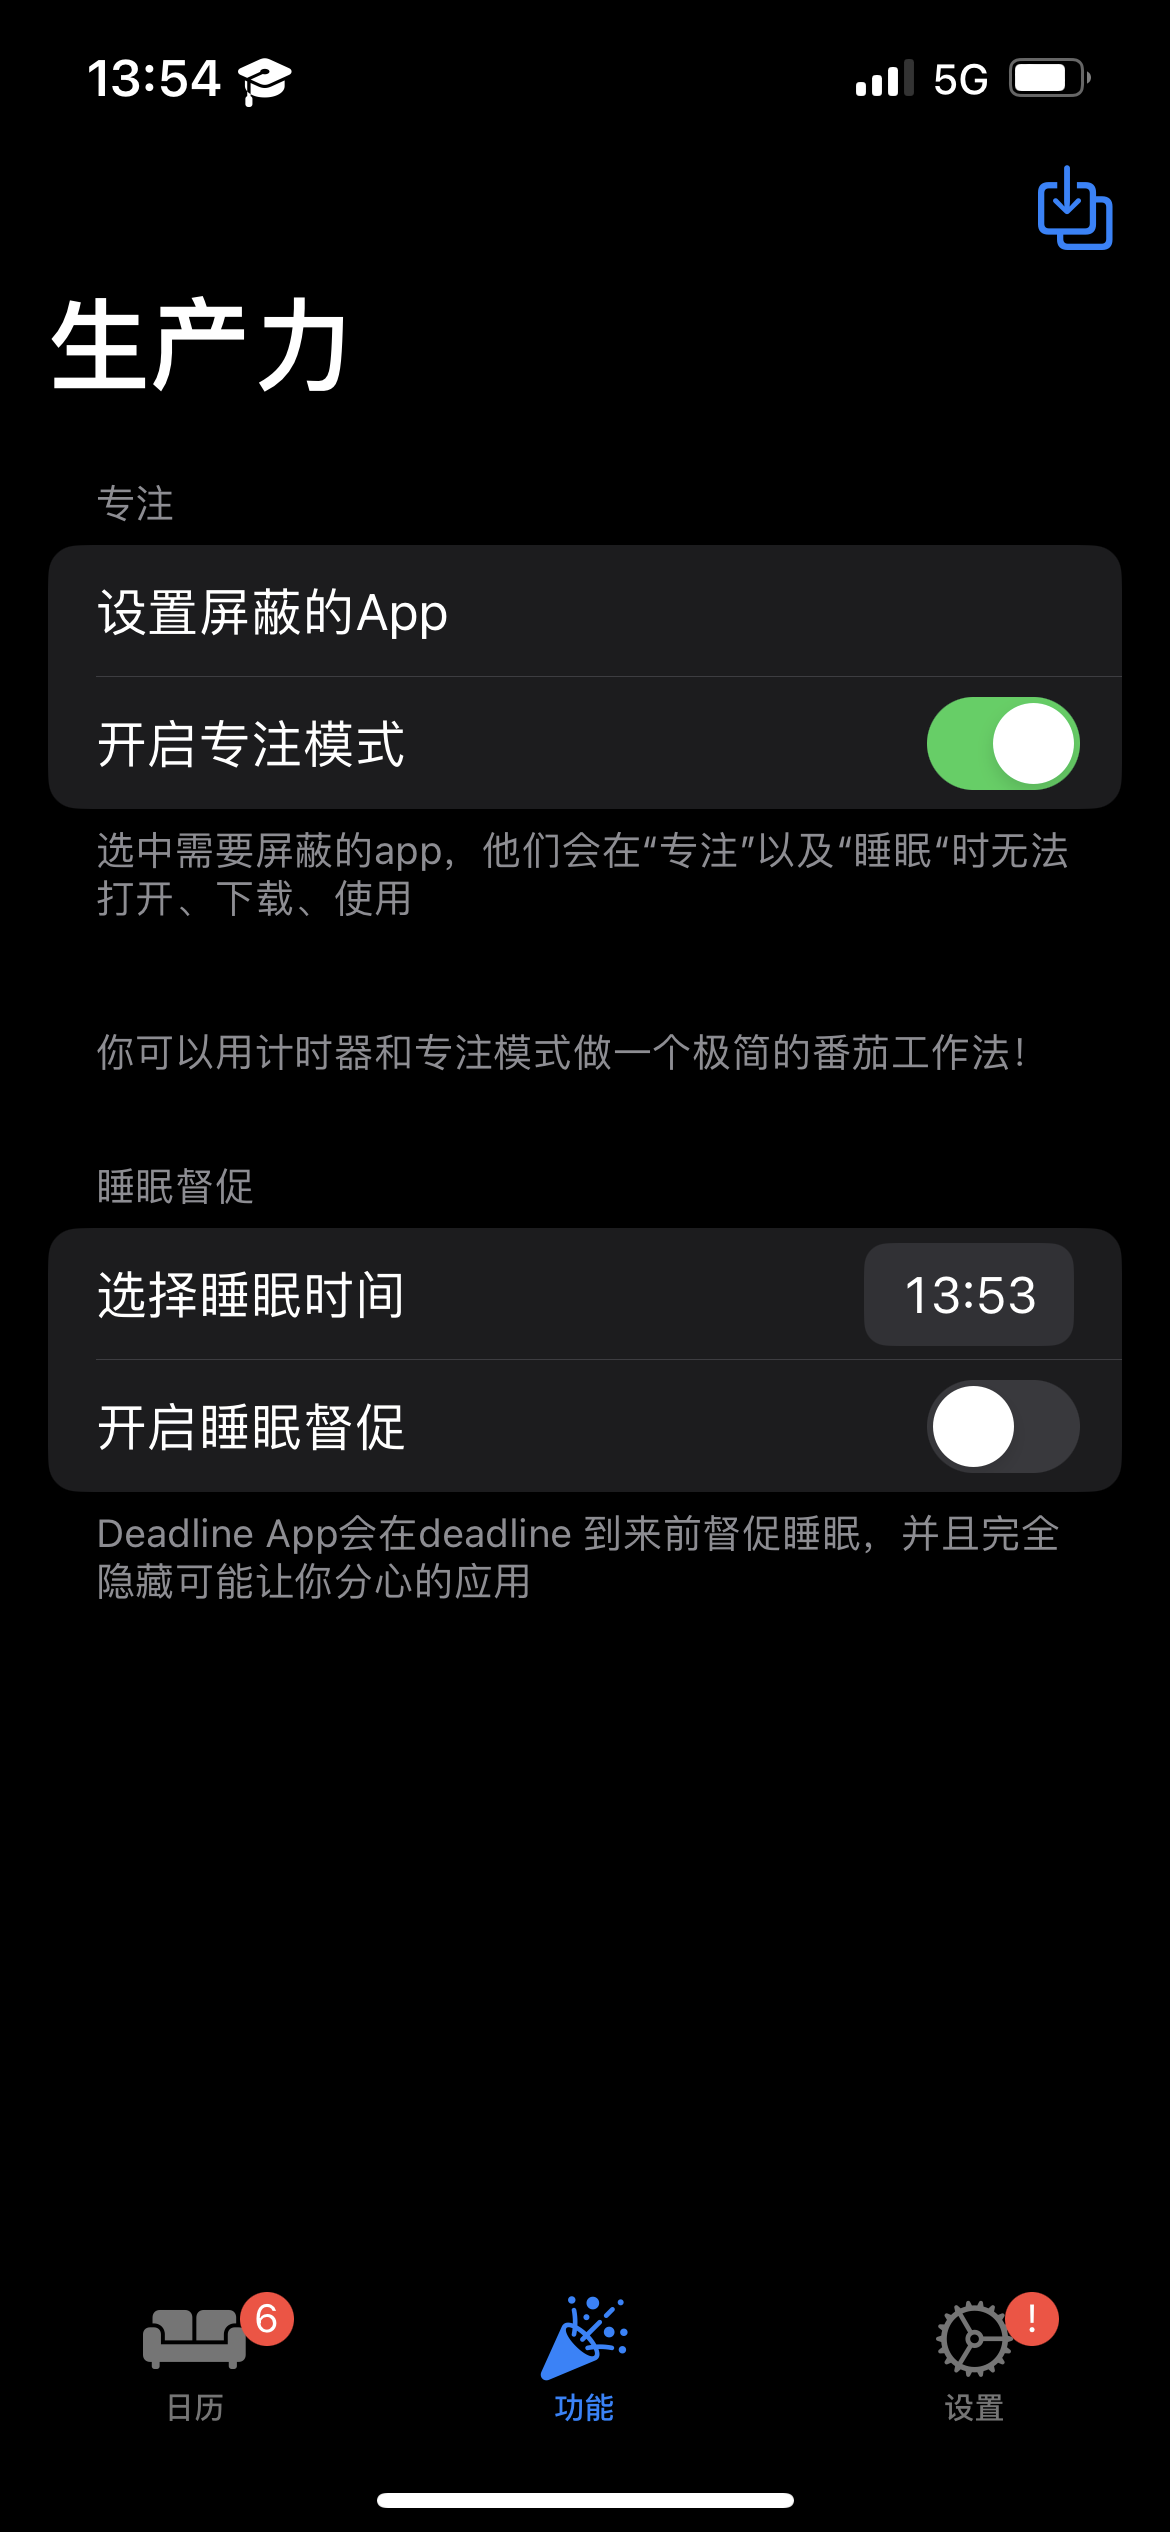 13:54
5G
生产力
专注
设置屏蔽的App
开启专注模式
选中需要屏蔽的app，他们会在“专注”以及“睡眠“时无法
打开、下载、使用
你可以用计时器和专注模式做一个极简的番茄工作法！
睡眠督促
选择睡眠时间
13:53
开启睡眠督促
Deadline App会在deadline 到来前督促睡眠，并且完全
隐藏可能让你分心的应用
6
!
日历
功能
设置